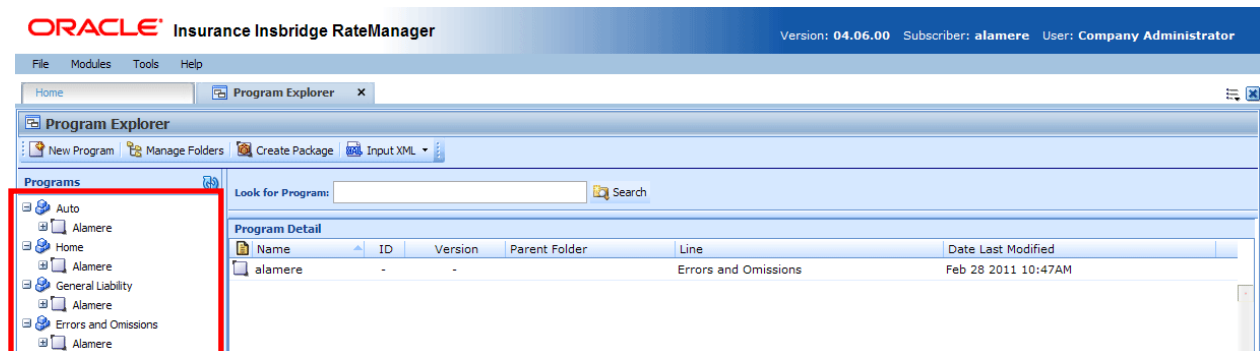 ORACLE® Insurance Insbridge RateManager
Version: 04.06.00 Subscriber: alamere User: Company Administrator
File Modules Tools Help
Home Program Explorer x
Program Explorer
New Program Manage Folders Create Package Input XML
Programs
Look for Program: Search
Auto
Alamere
Home
Alamere
General Liability
Alamere
Errors and Omissions
Alamere
Program Detail
Name ID Version Parent Folder Line Date Last Modified
alamere - - Errors and Omissions Feb 28 2011 10:47AM